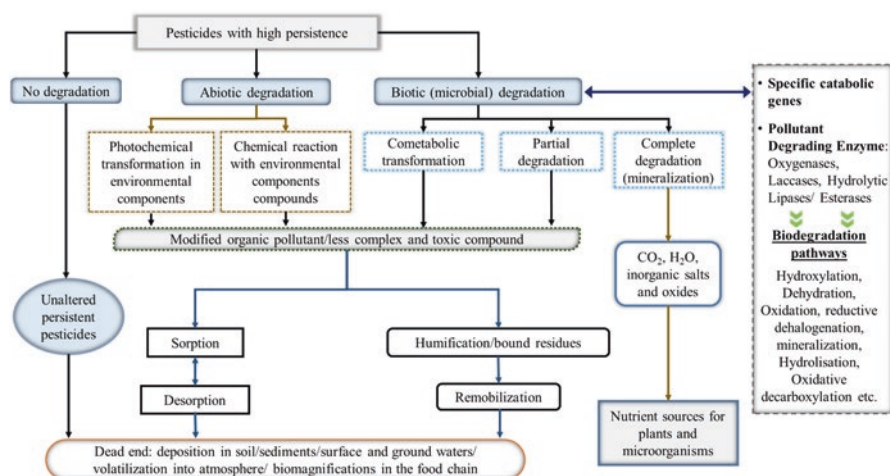 Pesticides with high persistence
No degradation
Abiotic degradation
Biotic (microbial) degradation
Photochemical
transformation in
environmental
components
Chemical reaction
with environmental
components
compounds
Cometabolic
transformation
Partial
degradation
Complete
degradation
(mineralization)
Modified organic pollutant/less complex and toxic compound
CO₂, H₂O,
inorganic salts
and oxides
Unaltered
persistent
pesticides
Sorption
Humification/bound residues
Desorption
Remobilization
Nutrient sources for
plants and
microorganisms
Dead end: deposition in soil/sediments/surface and ground waters/
volatilization into atmosphere/ biomagnifications in the food chain
• Specific catabolic
genes
• Pollutant
Degrading Enzyme:
Oxygenases,
Laccases, Hydrolytic
Lipases/ Esterases
Biodegradation
pathways
Hydroxylation,
Dehydration,
Oxidation, reductive
dehalogenation,
mineralization,
Hydrolisation,
Oxidative
decarboxylation etc.